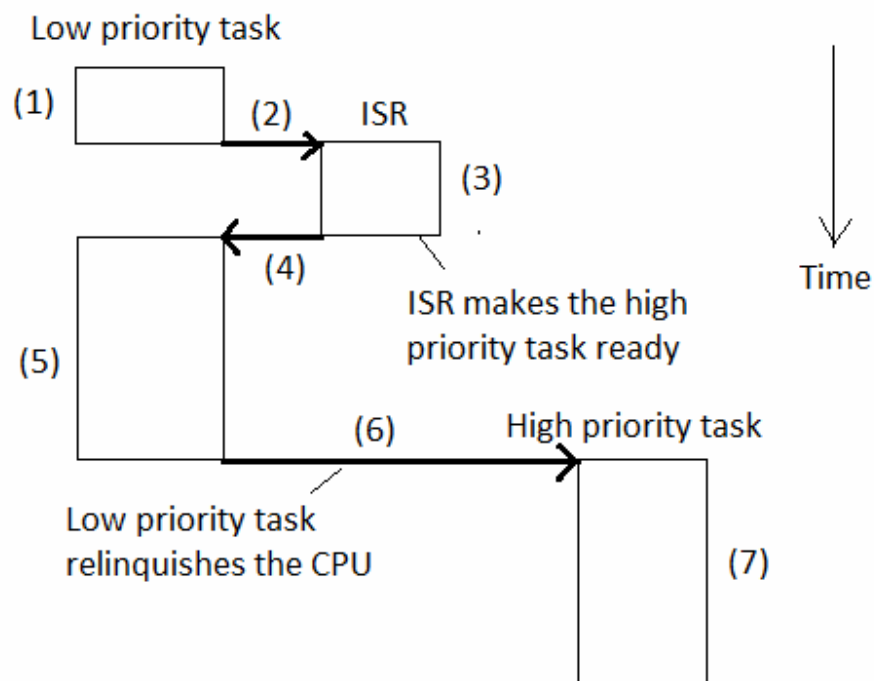 Low priority task
(1)
(2)
ISR
(3)
(4)
Time
ISR makes the high
priority task ready
(5)
(6)
High priority task
Low priority task
relinquishes the CPU
(7)